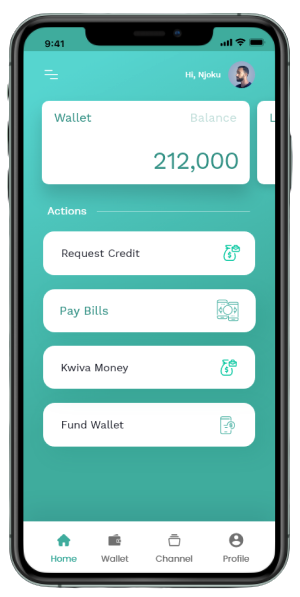 9:41
Hi, Njoku
Wallet Balance L
212,000
Actions
Request Credit
Pay Bills
Kwiva Money
Fund Wallet
Home Wallet Channel Profile